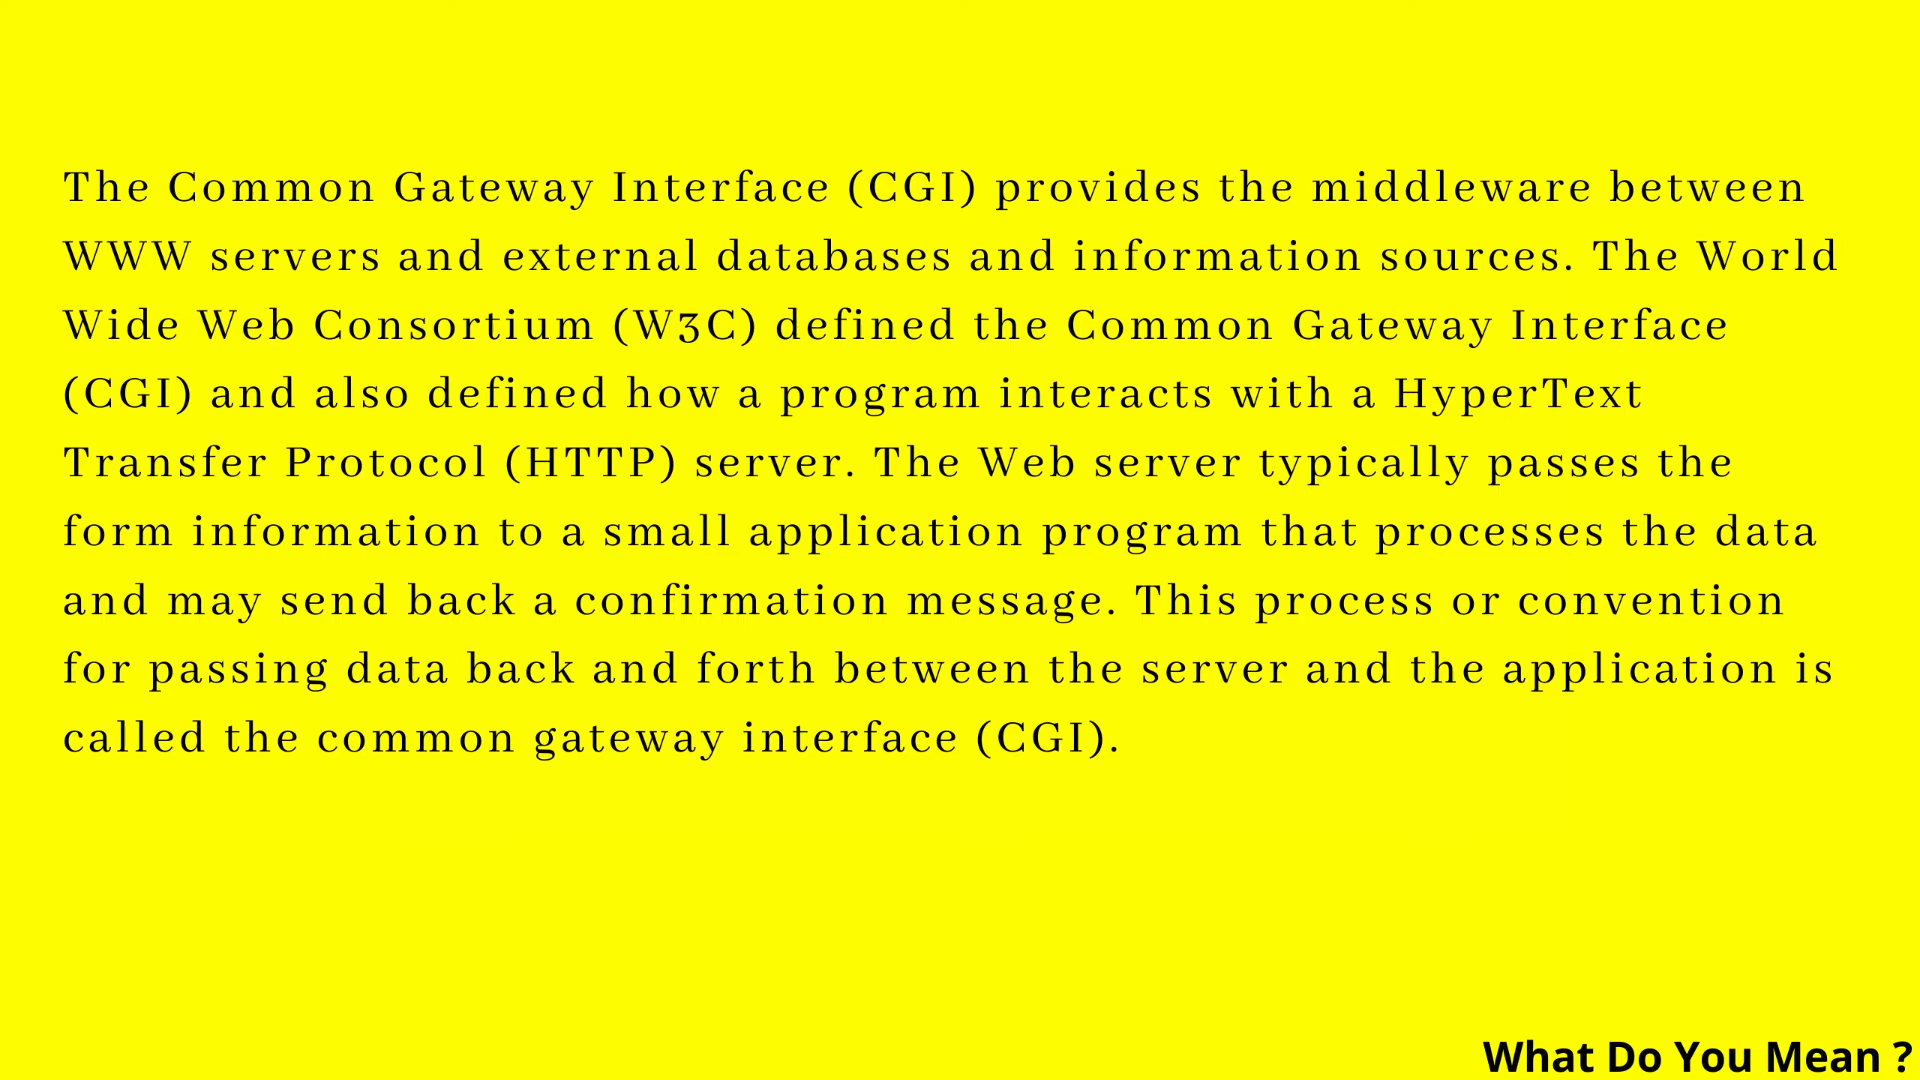 The Common Gateway Interface (CGI) provides the middleware between
WWW servers and external databases and information sources. The World
Wide Web Consortium (W3C) defined the Common Gateway Interface
(CGI) and also defined how a program interacts with a HyperText
Transfer Protocol (HTTP) server. The Web server typically passes the
form information to a small application program that processes the data
and may send back a confirmation message. This process or convention
for passing data back and forth between the server and the application is
called the common gateway interface (CGI).
What Do You Mean ?